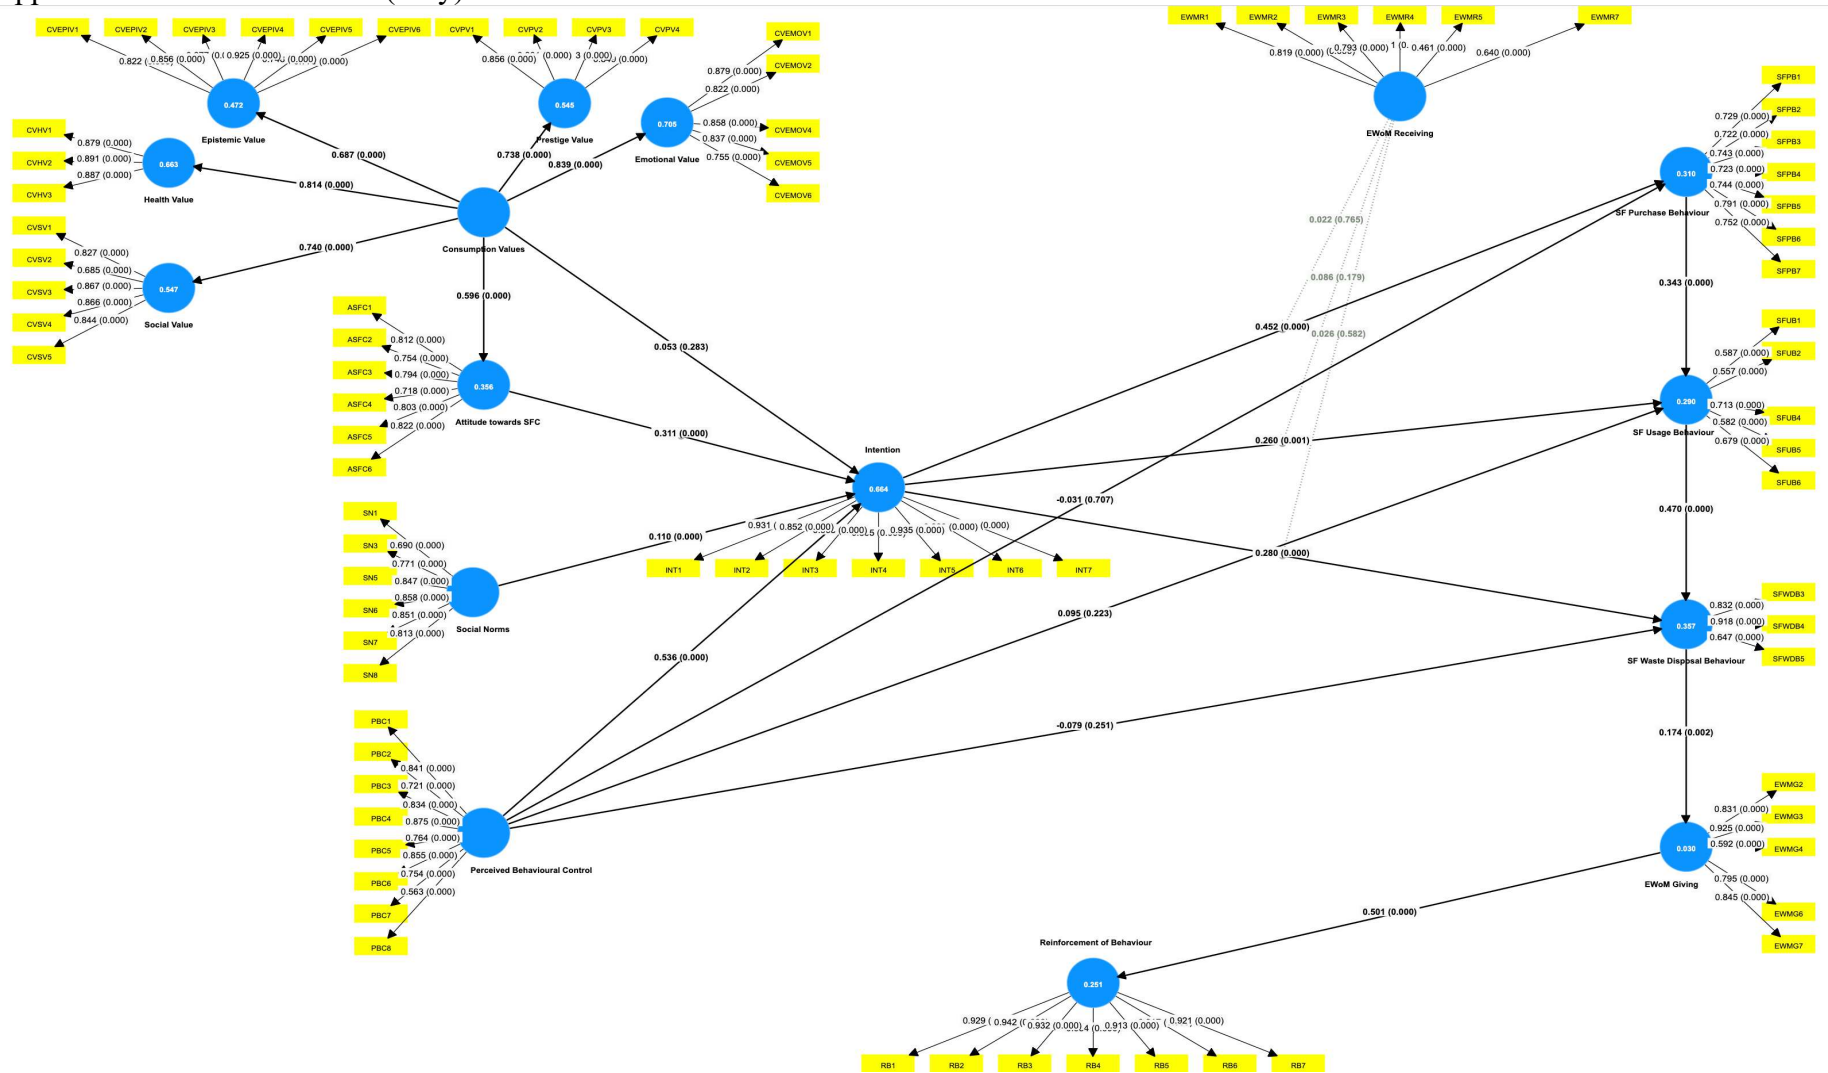 CVEPIV1 CVEPIV2 CVEPIV3 CVEPIV4 CVEPIV5 CVEPIV6
0.822 0.856 (0.000) 0.925 (0.000) (0.000)
0.472
Epistemic Value
CVPV1 CVPV2 CVPV3 CVPV4
0.856 (0.000) (0.000)
0.545
Prestige Value
CVEMOV1
CVEMOV2
CVEMOV4
CVEMOV5
CVEMOV6
0.879 (0.000)
0.822 (0.000)
0.858 (0.000)
0.837 (0.000)
0.755 (0.000)
0.705
Emotional Value
EWMR1 EWMR2 EWMR3 EWMR4 EWMR5 EWMR7
0.819 (0.000) 0.793 (0.000) 0.461 (0.000) 0.640 (0.000)
EWoM Receiving
CVHV1
CVHV2
CVHV3
0.879 (0.000)
0.891 (0.000)
0.887 (0.000)
0.663
Health Value
CVSV1
CVSV2
CVSV3
CVSV4
CVSV5
0.827 (0.000)
0.685 (0.000)
0.867 (0.000)
0.866 (0.000)
0.844 (0.000)
0.547
Social Value
0.687 (0.000)
0.738 (0.000)
0.839 (0.000)
0.814 (0.000)
0.740 (0.000)
Consumption Values
0.596 (0.000)
0.053 (0.283)
ASFC1
ASFC2
ASFC3
ASFC4
ASFC5
ASFC6
0.812 (0.000)
0.754 (0.000)
0.794 (0.000)
0.718 (0.000)
0.803 (0.000)
0.822 (0.000)
0.356
Attitude towards SFC
0.311 (0.000)
SN1
SN3
SN5
SN6
SN7
SN8
0.690 (0.000)
0.771 (0.000)
0.847 (0.000)
0.858 (0.000)
0.851 (0.000)
0.813 (0.000)
Social Norms
0.110 (0.000)
PBC1
PBC2
PBC3
PBC4
PBC5
PBC6
PBC7
PBC8
0.841 (0.000)
0.721 (0.000)
0.834 (0.000)
0.875 (0.000)
0.764 (0.000)
0.855 (0.000)
0.754 (0.000)
0.563 (0.000)
Perceived Behavioural Control
0.536 (0.000)
Intention
0.664
0.931 0.852 (0.000) (0.000) 0.935 (0.000) (0.000) (0.000)
INT1 INT2 INT3 INT4 INT5 INT6 INT7
0.022 (0.765)
0.086 (0.179)
0.026 (0.582)
0.452 (0.000)
0.260 (0.001)
-0.031 (0.707)
0.280 (0.000)
0.095 (0.223)
-0.079 (0.251)
SFPB1
SFPB2
SFPB3
SFPB4
SFPB5
SFPB6
SFPB7
0.729 (0.000)
0.722 (0.000)
0.743 (0.000)
0.723 (0.000)
0.744 (0.000)
0.791 (0.000)
0.752 (0.000)
0.310
SF Purchase Behaviour
0.343 (0.000)
SFUB1
SFUB2
SFUB4
SFUB5
SFUB6
0.587 (0.000)
0.557 (0.000)
0.713 (0.000)
0.582 (0.000)
0.679 (0.000)
0.290
SF Usage Behaviour
0.470 (0.000)
SFWDB3
SFWDB4
SFWDB5
0.832 (0.000)
0.918 (0.000)
0.647 (0.000)
0.357
SF Waste Disposal Behaviour
0.174 (0.002)
EWMG2
EWMG3
EWMG4
EWMG6
EWMG7
0.831 (0.000)
0.925 (0.000)
0.592 (0.000)
0.795 (0.000)
0.845 (0.000)
0.030
EWoM Giving
0.501 (0.000)
Reinforcement of Behaviour
0.251
0.929 0.942 0.932 (0.000) 0.913 (0.000) 0.921 (0.000)
RB1 RB2 RB3 RB4 RB5 RB6 RB7